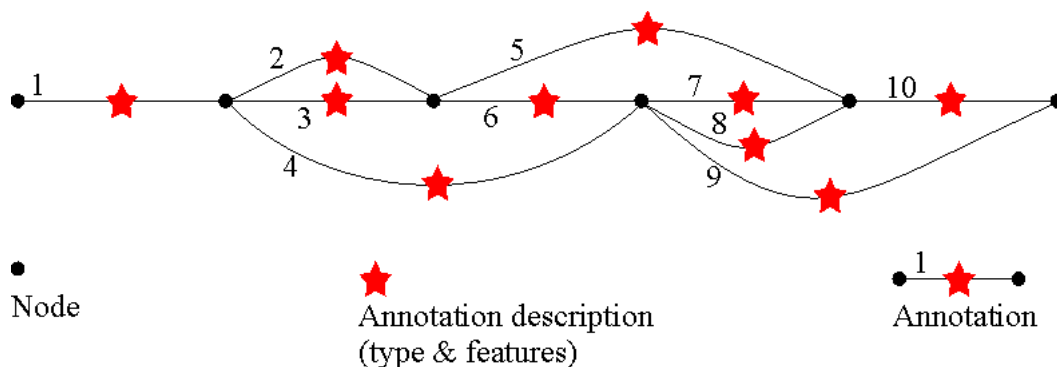 1
2
3
4
5
6
7
8
9
10
Node
Annotation description
(type & features)
1
Annotation